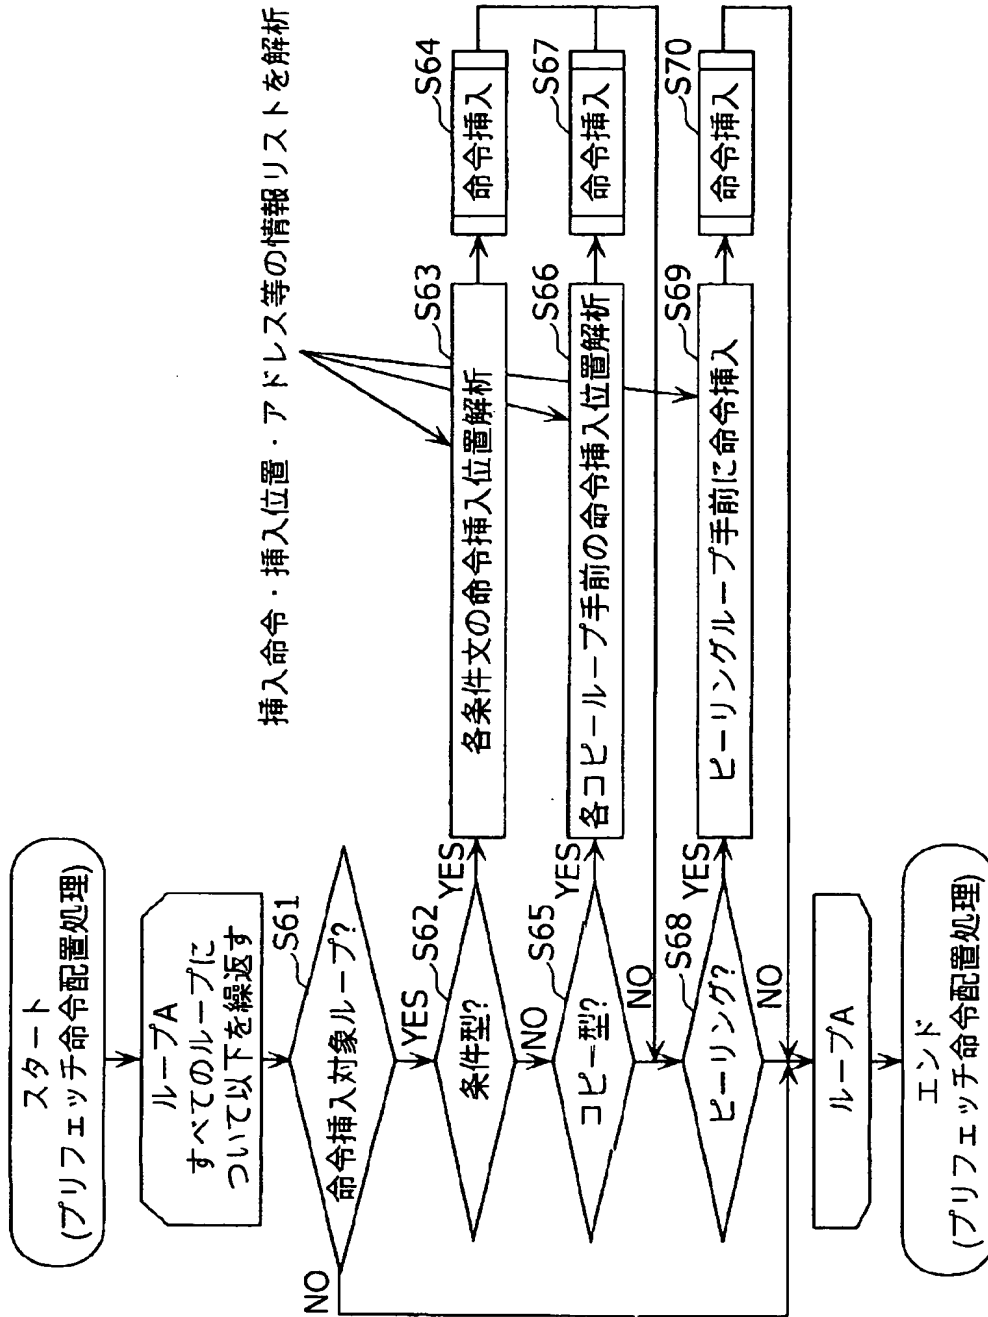 スタート
(プリフェッチ命令配置処理)
ループA
すべてのループに
ついて以下を繰返す
S61
命令挿入対象ループ?
NO
YES
S62
条件型?
YES
NO
挿入命令・挿入位置・アドレス等の情報リストを解析
S63
各条件文の命令挿入位置解析
S64
命令挿入
S65
コピー型?
YES
NO
S66
各コピーループ手前の命令挿入位置解析
S67
命令挿入
S68
ピーリング?
YES
NO
S69
ピーリングループ手前に命令挿入
S70
命令挿入
ループA
エンド
(プリフェッチ命令配置処理)